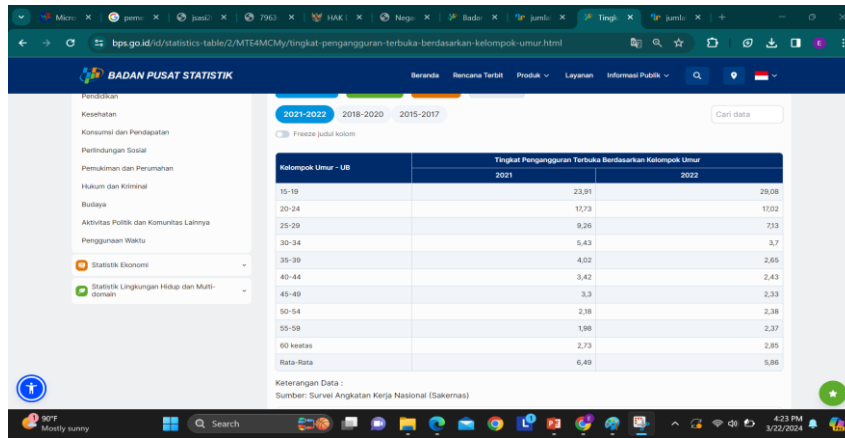 Micro
peme
jsasi2
7963
HAK
Nega
Badan
jumla
Tingk
jumla
bps.go.id/id/statistics-table/2/MTE4MCMy/tingkat-pengangguran-terbuka-berdasarkan-kelompok-umur.html
E
BADAN PUSAT STATISTIK
Beranda Rencana Terbit Produk Layanan Informasi Publik
Pendidikan
Kesehatan
Konsumsi dan Pendapatan
Perlindungan Sosial
Pemukiman dan Perumahan
Hukum dan Kriminal
Budaya
Aktivitas Politik dan Komunitas Lainnya
Penggunaan Waktu
Statistik Ekonomi
Statistik Lingkungan Hidup dan Multi-
domain
2021-2022 2018-2020 2015-2017
Cari data
Freeze judul kolom
Kelompok Umur - UB
Tingkat Pengangguran Terbuka Berdasarkan Kelompok Umur
2021 2022
15-19 23,91 29,08
20-24 17,73 17,02
25-29 9,26 7,13
30-34 5,43 3,7
35-39 4,02 2,65
40-44 3,42 2,43
45-49 3,3 2,33
50-54 2,18 2,38
55-59 1,98 2,37
60 keatas 2,73 2,85
Rata-Rata 6,49 5,86
Keterangan Data :
Sumber: Survei Angkatan Kerja Nasional (Sakernas)
90°F
Mostly sunny
Search
4:23 PM
3/22/2024